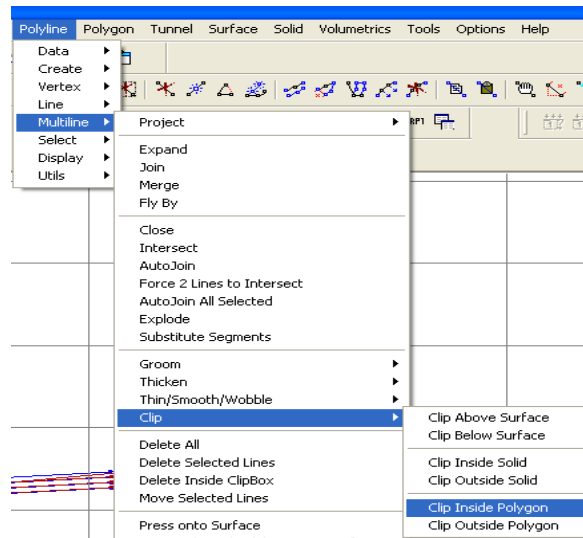 Polyline Polygon Tunnel Surface Solid Volumetrics Tools Options Help
Data
Create
Vertex
Line
Multiline
Select
Display
Utils
RP1
Project
Expand
Join
Merge
Fly By
Close
Intersect
AutoJoin
Force 2 Lines to Intersect
AutoJoin All Selected
Explode
Substitute Segments
Groom
Thicken
Thin/Smooth/Wobble
Clip
Delete All
Delete Selected Lines
Delete Inside ClipBox
Move Selected Lines
Press onto Surface
Clip Above Surface
Clip Below Surface
Clip Inside Solid
Clip Outside Solid
Clip Inside Polygon
Clip Outside Polygon